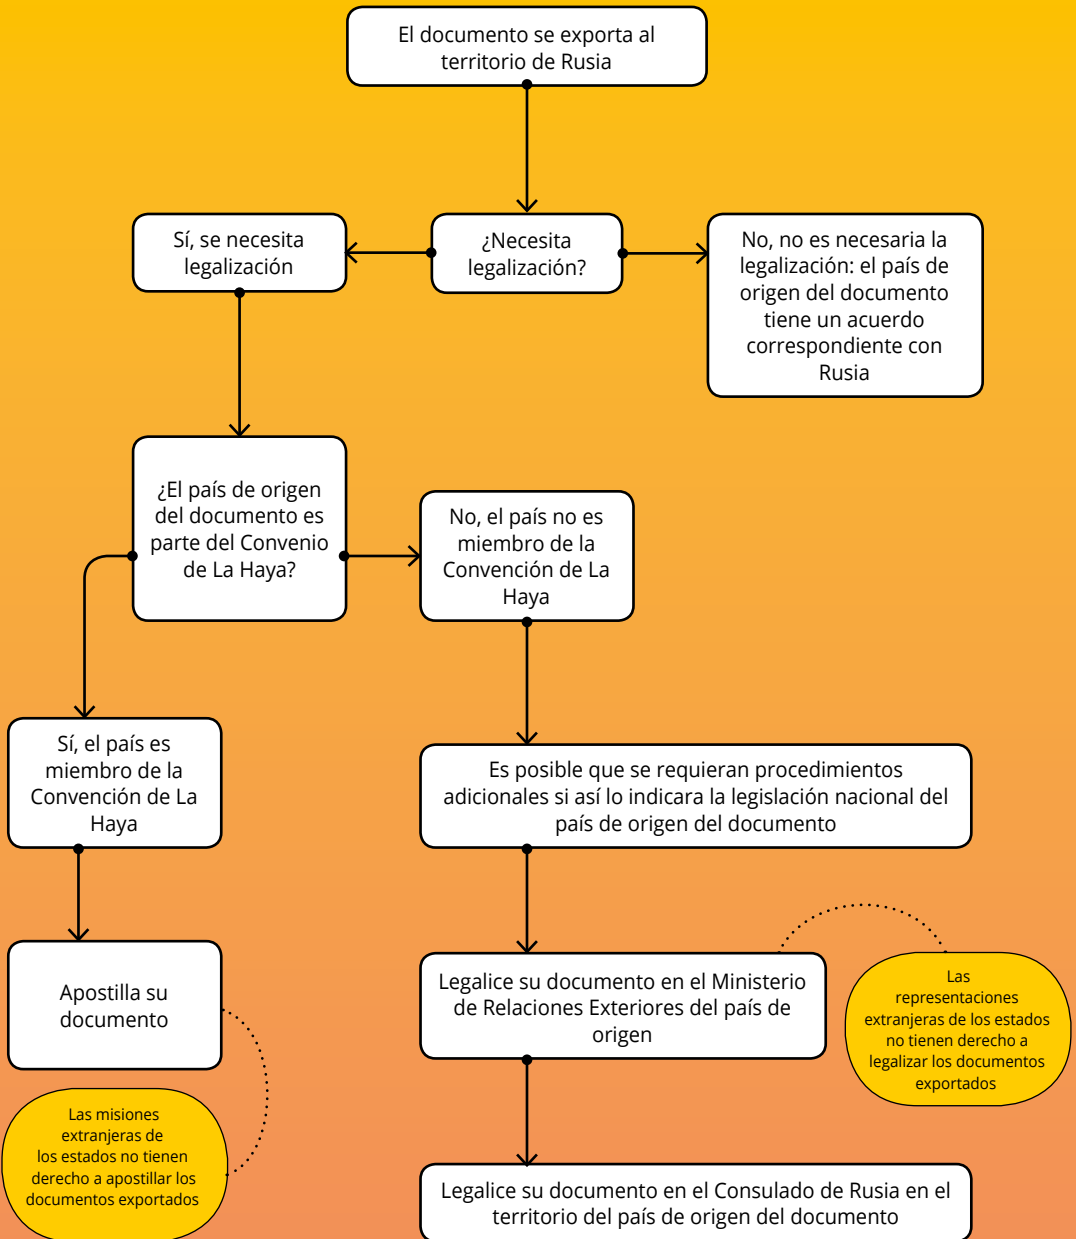 El documento se exporta al
territorio de Rusia
Sí, se necesita
legalización
¿Necesita
legalización?
No, no es necesaria la
legalización: el país de
origen del documento
tiene un acuerdo
correspondiente con
Rusia
¿El país de origen
del documento es
parte del Convenio
de La Haya?
No, el país no es
miembro de la
Convención de La
Haya
Sí, el país es
miembro de la
Convención de La
Haya
Es posible que se requieran procedimientos
adicionales si así lo indicara la legislación nacional del
país de origen del documento
Apostilla su
documento
Legalice su documento en el Ministerio
de Relaciones Exteriores del país de
origen
Las
representaciones
extranjeras de los estados
no tienen derecho a
legalizar los documentos
exportados
Las misiones
extranjeras de
los estados no tienen
derecho a apostillar los
documentos exportados
Legalice su documento en el Consulado de Rusia en el
territorio del país de origen del documento